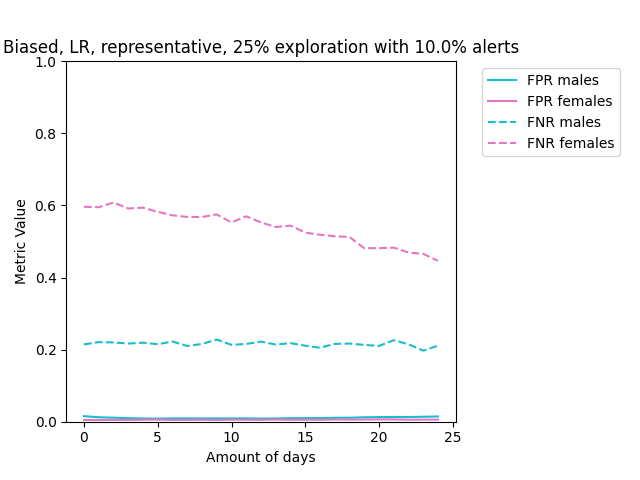 Biased, LR, representative, 25% exploration with 10.0% alerts
1.0
0.8
0.6
0.4
0.2
0.0
Metric Value
0 5 10 15 20 25
Amount of days
FPR males
FPR females
FNR males
FNR females